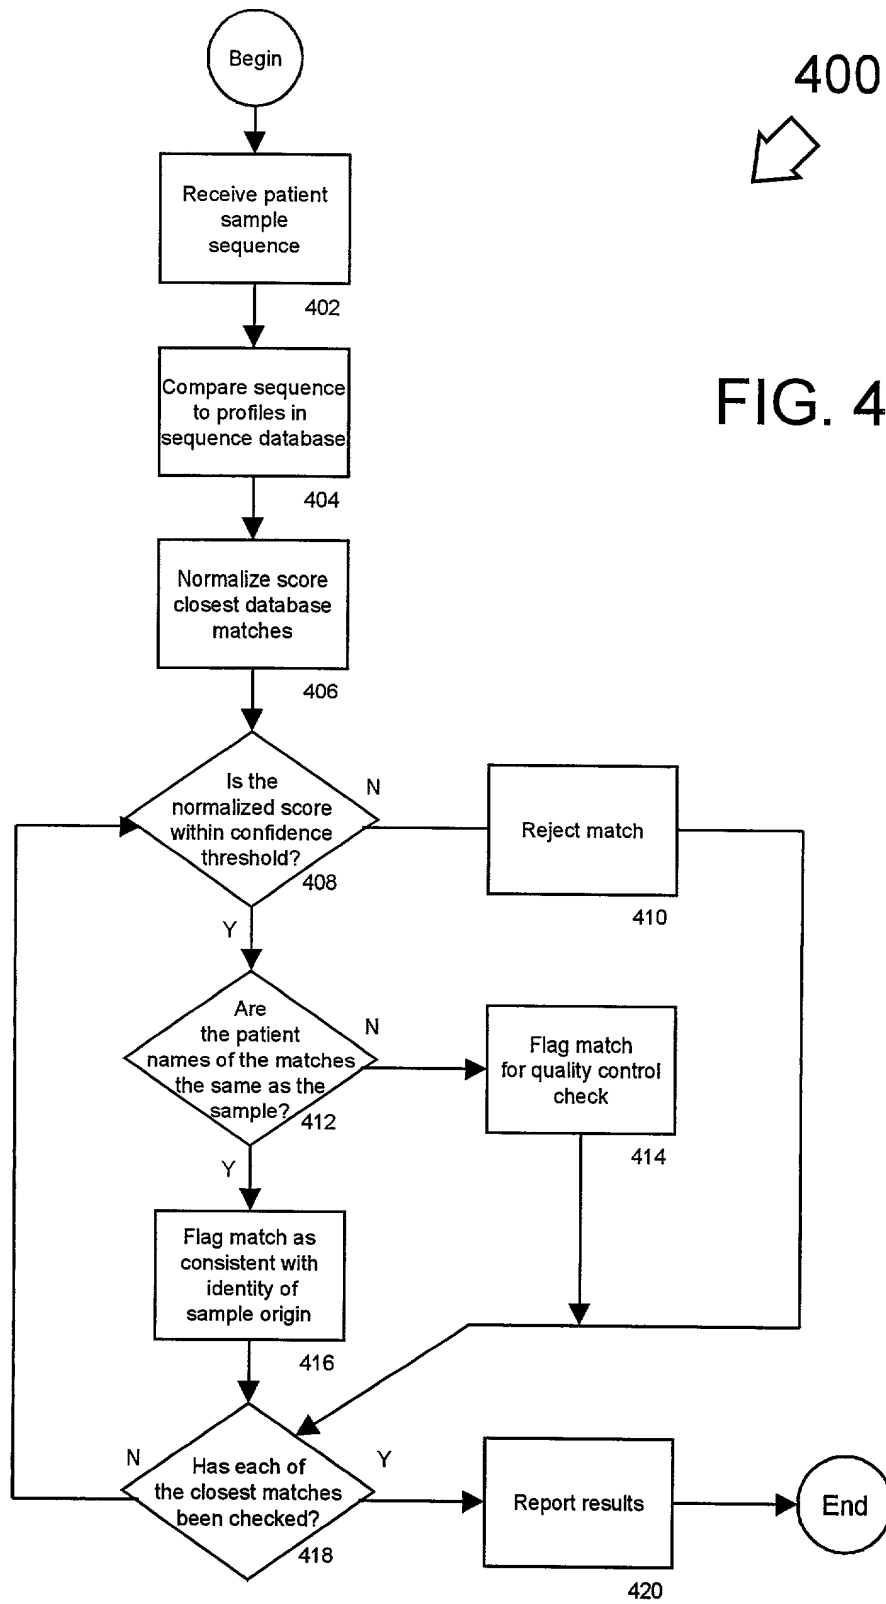 Begin
400
Receive patient
sample
sequence
402
FIG. 4
Compare sequence
to profiles in
sequence database
404
Normalize score
closest database
matches
406
Is the
normalized score
within confidence
threshold?
408
N
Y
Reject match
410
Are
the patient
names of the matches
the same as the
sample?
412
N
Y
Flag match
for quality control
check
414
Flag match as
consistent with
identity of
sample origin
416
Has each of
the closest matches
been checked?
418
N
Y
Report results
420
End